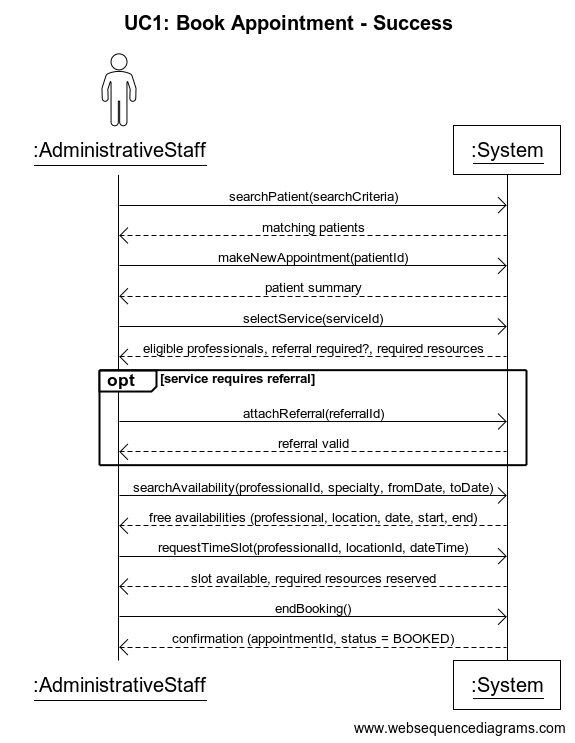 UC1: Book Appointment - Success
:AdministrativeStaff
:System
searchPatient(searchCriteria)
matching patients
makeNewAppointment(patientId)
patient summary
selectService(serviceId)
eligible professionals, referral required?, required resources
opt
[service requires referral]
attachReferral(referralId)
referral valid
searchAvailability(professionalId, specialty, fromDate, toDate)
free availabilities (professional, location, date, start, end)
requestTimeSlot(professionalId, locationId, dateTime)
slot available, required resources reserved
endBooking()
confirmation (appointmentId, status = BOOKED)
:AdministrativeStaff
:System
www.websequencediagrams.com